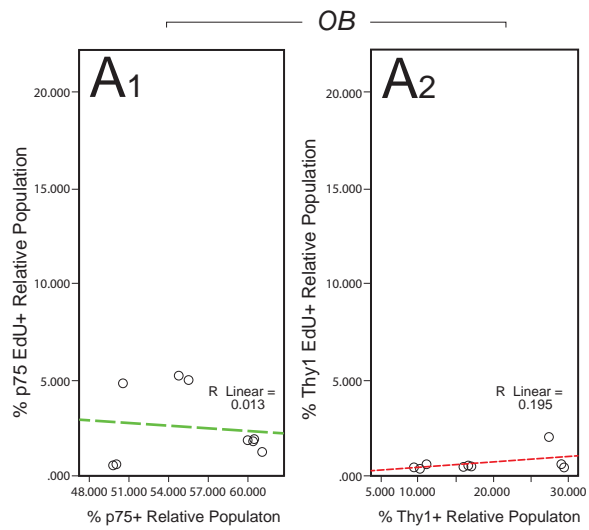 OB
A1
% p75 EdU+ Relative Population
20.000
15.000
10.000
5.000
.000
R Linear =
0.013
48.000 51.000 54.000 57.000 60.000
% p75+ Relative Populaton
A2
% Thy1 EdU+ Relative Population
20.000
15.000
10.000
5.000
.000
R Linear =
0.195
5.000 10.000 20.000 30.000
% Thy1+ Relative Populaton